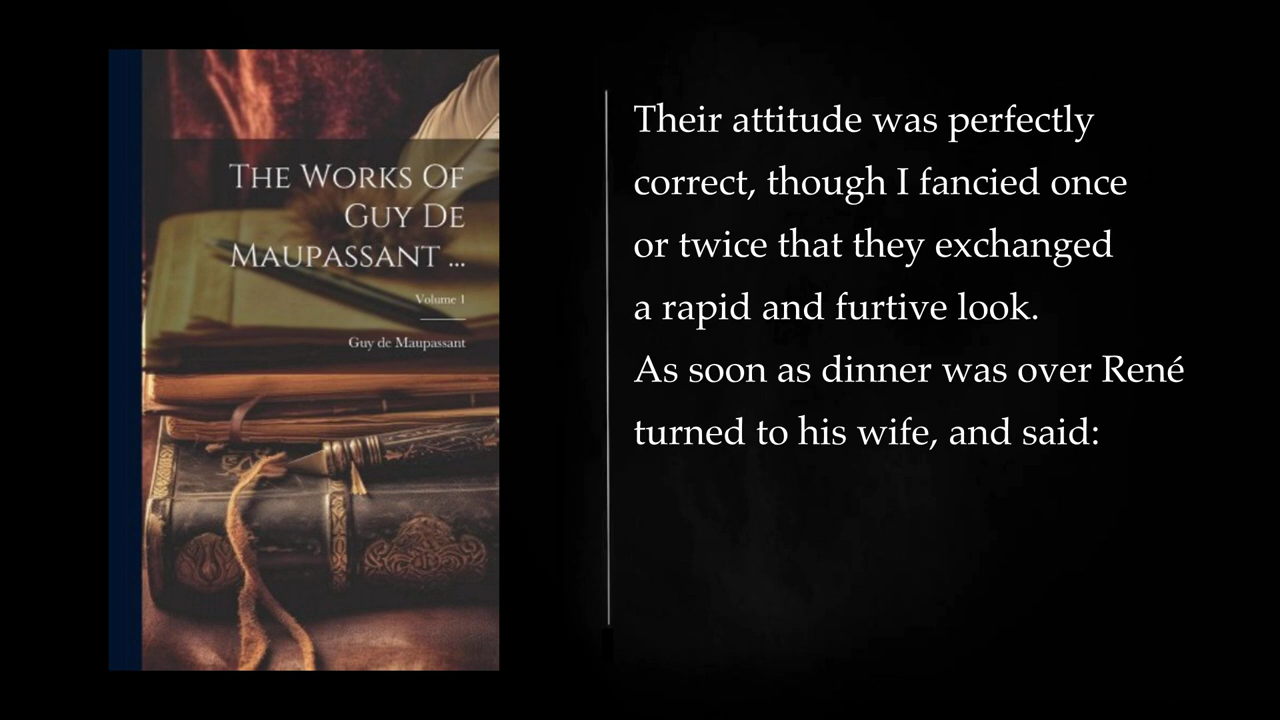 The Works Of
Guy De
Maupassant ...
Volume 1
Guy de Maupassant
Their attitude was perfectly
correct, though I fancied once
or twice that they exchanged
a rapid and furtive look.
As soon as dinner was over René
turned to his wife, and said: